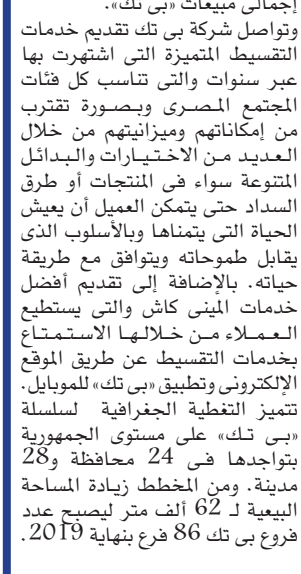 إجمالى مبيعات «بى تك».
وتواصل شركة بى تك تقديم خدمات
التقسيط المتميزة التى اشتهرت بها
عبر سنوات والتى تناسب كل فئات
المجتمع المصرى وبصورة تقترب
من إمكاناتهم وميزانيتهم من خلال
العديد من الاختيارات والبدائل
المتنوعة سواء فى المنتجات أو طرق
السداد حتى يتمكن العميل أن يعيش
الحياة التى يتمناها وبالأسلوب الذى
يقابل طموحاته ويتوافق مع طريقة
حياته. بالإضافة إلى تقديم أفضل
خدمات المينى كاش والتى يستطيع
العملاء من خلالها الاستمتاع
بخدمات التقسيط عن طريق الموقع
الإلكترونى وتطبيق «بى تك» للموبايل.
تتميز التغطية الجغرافية لسلسلة
«بى تك» على مستوى الجمهورية
بتواجدها فى 24 محافظة و28
مدينة. ومن المخطط زيادة المساحة
البيعية لـ 62 ألف متر ليصبح عدد
فروع بى تك 86 فرع بنهاية 2019.